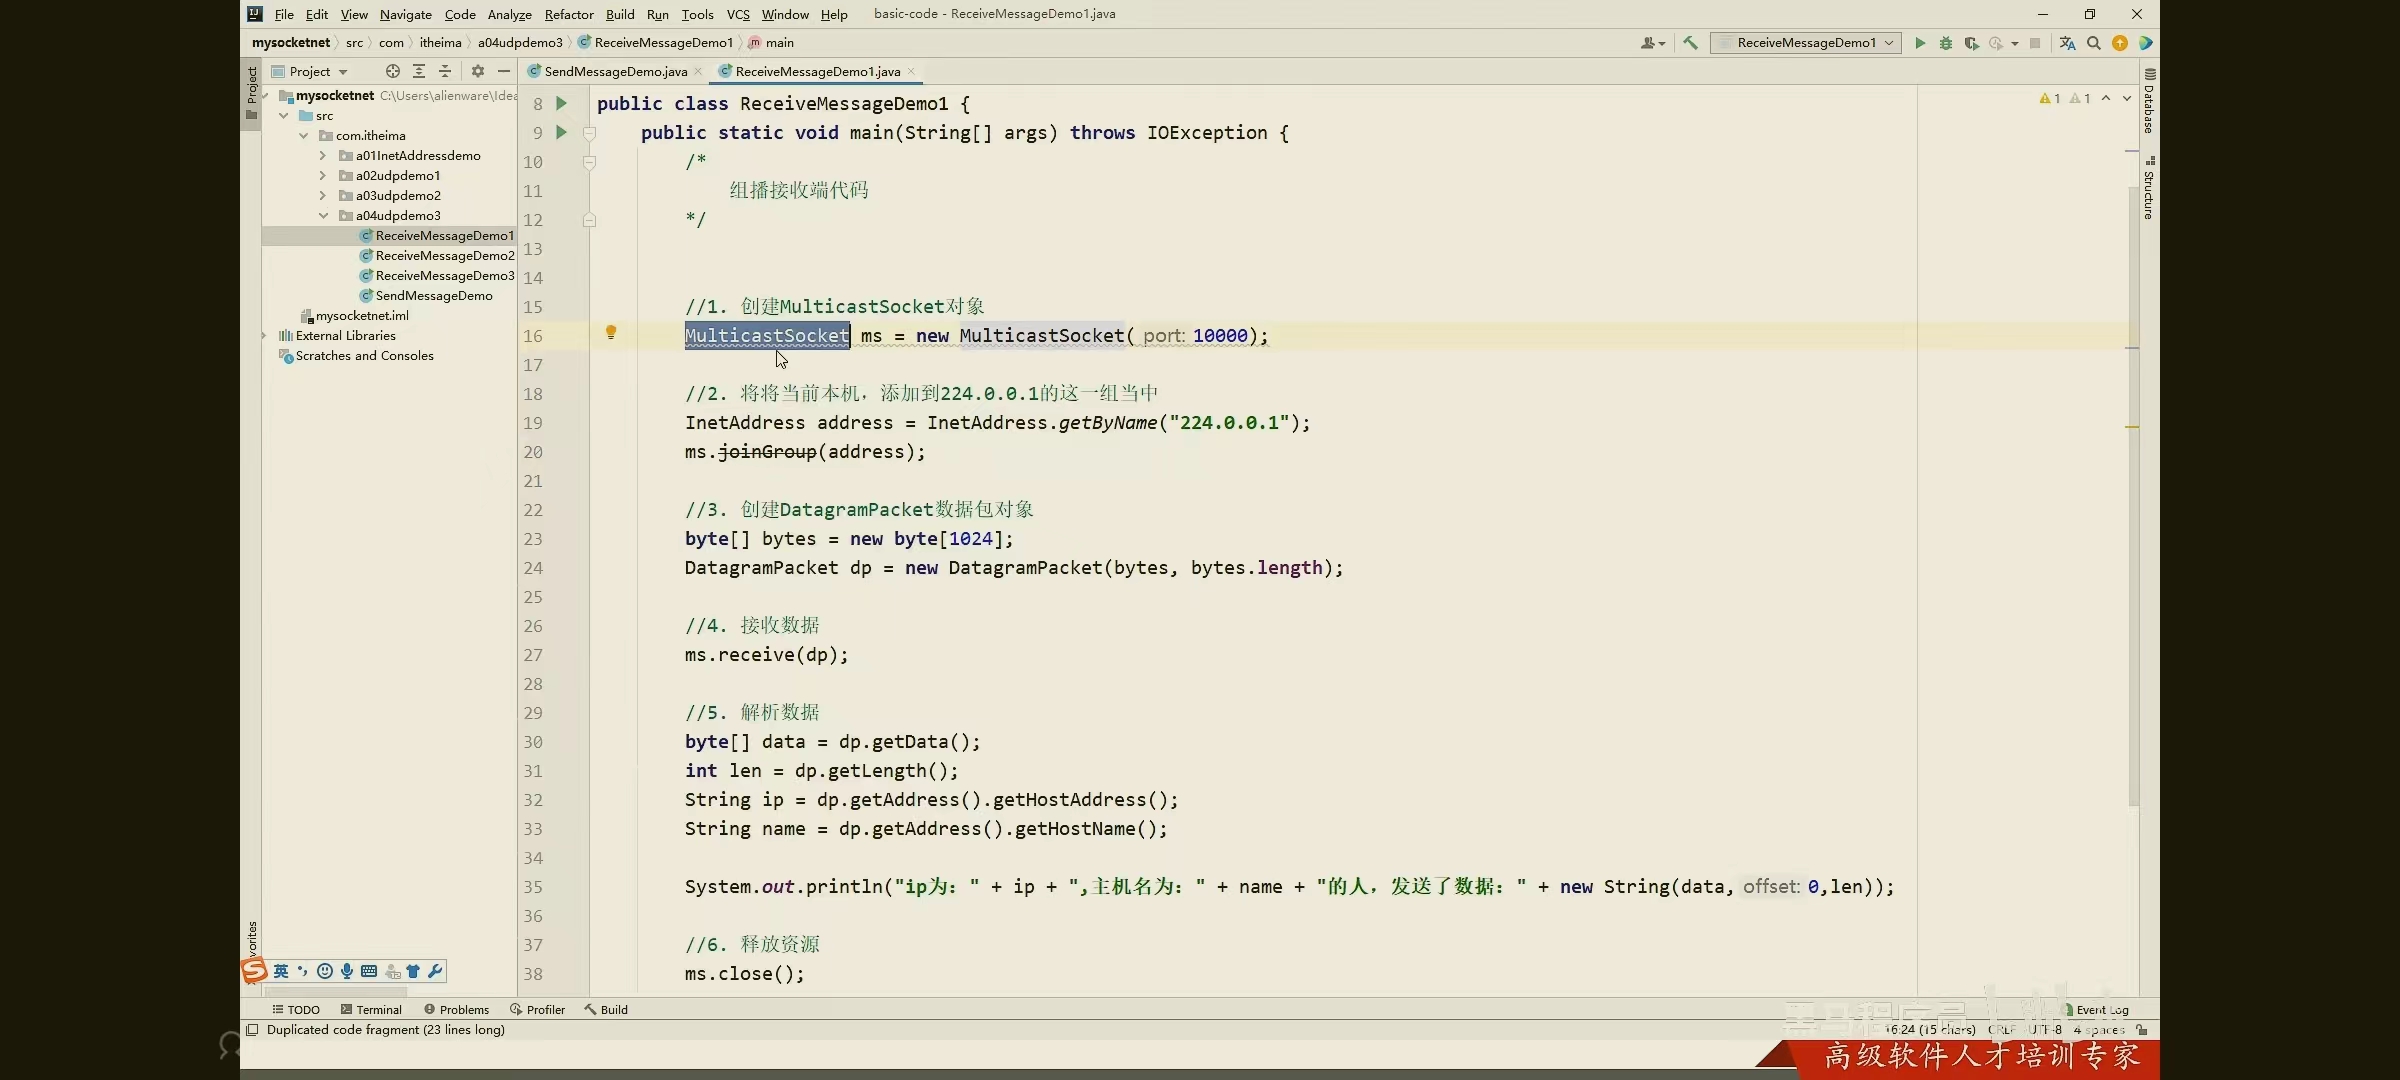 File Edit View Navigate Code Analyze Refactor Build Run Tools VCS Window Help basic-code - ReceiveMessageDemo1.java
mysocketnet src com itheima a04udpdemo3 ReceiveMessageDemo1 main ReceiveMessageDemo1
Project
Project
SendMessageDemo.java
ReceiveMessageDemo1.java
mysocketnet C:\Users\alienware\Idea
src
com.itheima
a01InetAddressdemo
a02udpdemo1
a03udpdemo2
a04udpdemo3
ReceiveMessageDemo1
ReceiveMessageDemo2
ReceiveMessageDemo3
SendMessageDemo
mysocketnet.iml
External Libraries
Scratches and Consoles
8 public class ReceiveMessageDemo1 {
9 public static void main(String[] args) throws IOException {
10 /*
11 组播接收端代码
12 */
13
14
15 //1. 创建MulticastSocket对象
16 MulticastSocket ms = new MulticastSocket( port: 10000);
17
18 //2. 将将当前本机，添加到224.0.0.1的这一组当中
19 InetAddress address = InetAddress.getByName("224.0.0.1");
20 ms.joinGroup(address);
21
22 //3. 创建DatagramPacket数据包对象
23 byte[] bytes = new byte[1024];
24 DatagramPacket dp = new DatagramPacket(bytes, bytes.length);
25
26 //4. 接收数据
27 ms.receive(dp);
28
29 //5. 解析数据
30 byte[] data = dp.getData();
31 int len = dp.getLength();
32 String ip = dp.getAddress().getHostAddress();
33 String name = dp.getAddress().getHostName();
34
35 System.out.println("ip为：" + ip + ",主机名为：" + name + "的人，发送了数据：" + new String(data, offset: 0,len));
36
37 //6. 释放资源
38 ms.close();
1 1
Database
Structure
vorites
英
TODO Terminal Problems Profiler Build Event Log
Duplicated code fragment (23 lines long) 16:24 (15 chars) CRLF UTF-8 4 spaces
黑马程序员
高级软件人才培训专家